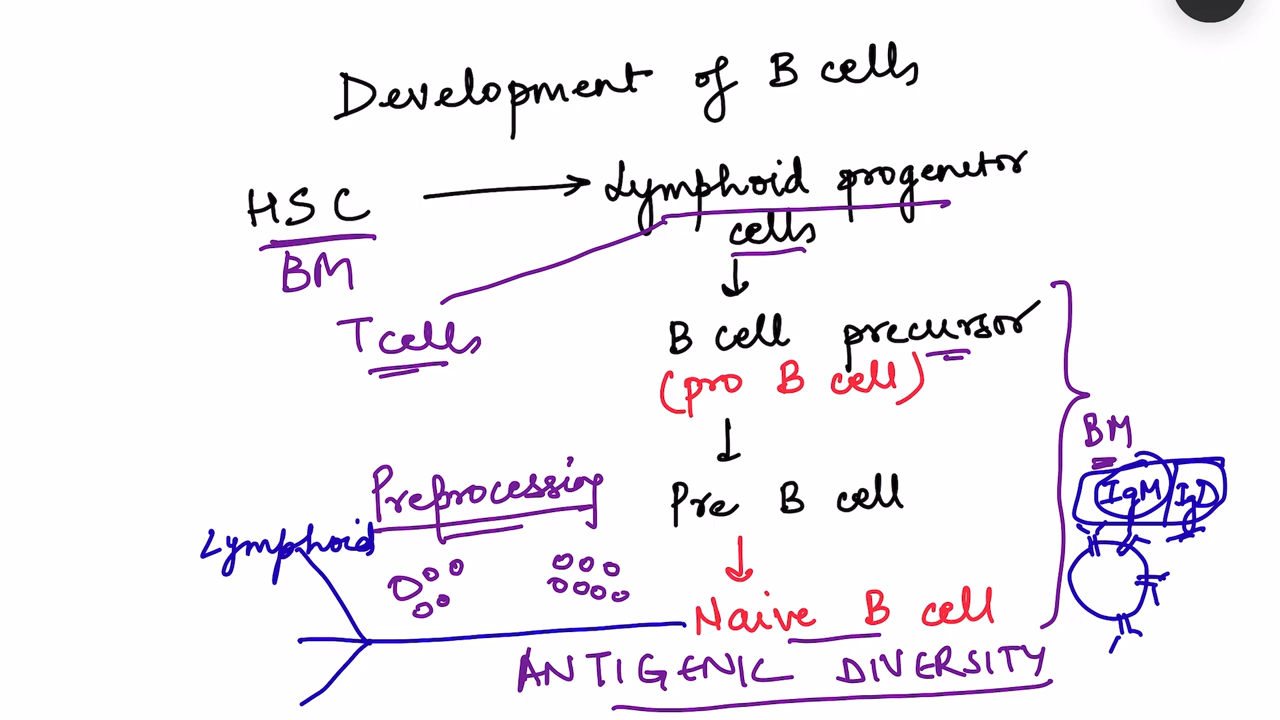 Development of B cells
HSC → Lymphoid progenetor
cells
BM
T cells
B cell precursor
(pro B cell)
BM
Preprocessing
Pre B cell
IgM IgD
Lymphoid
Naive B cell
ANTIGENIC DIVERSITY